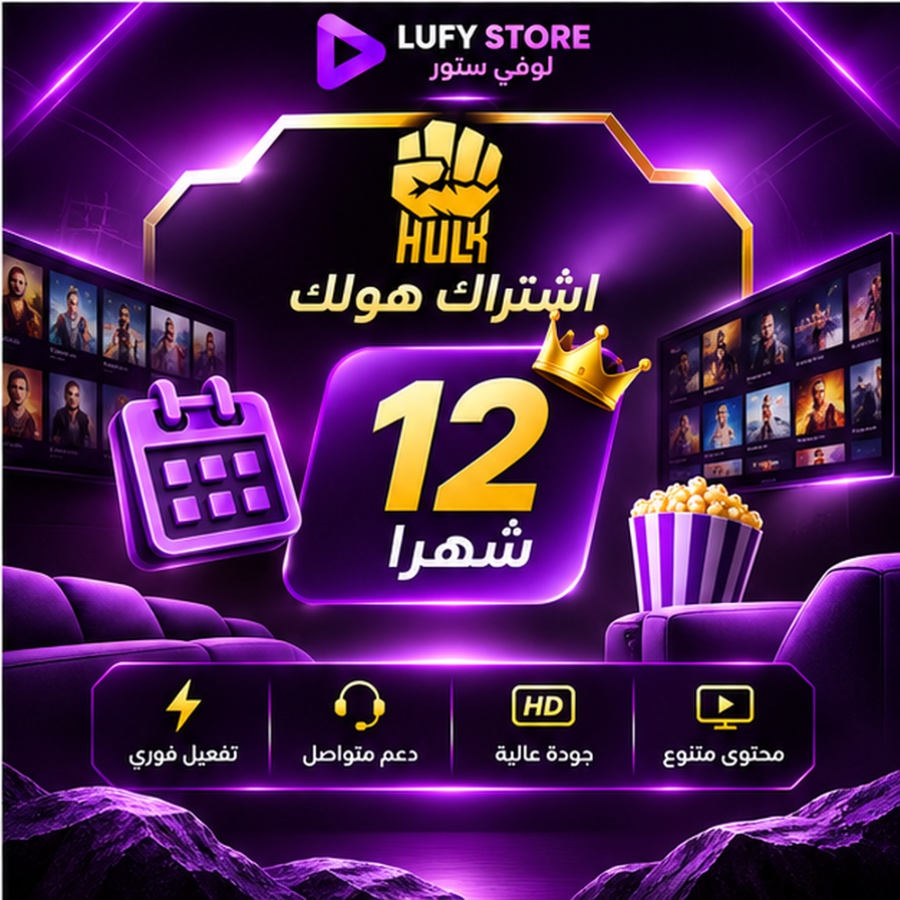 LUFY STORE
لوفي ستور
HULK
اشتراك هولك
12
شهرا
محتوى متنوع
HD
جودة عالية
دعم متواصل
تفعيل فوري